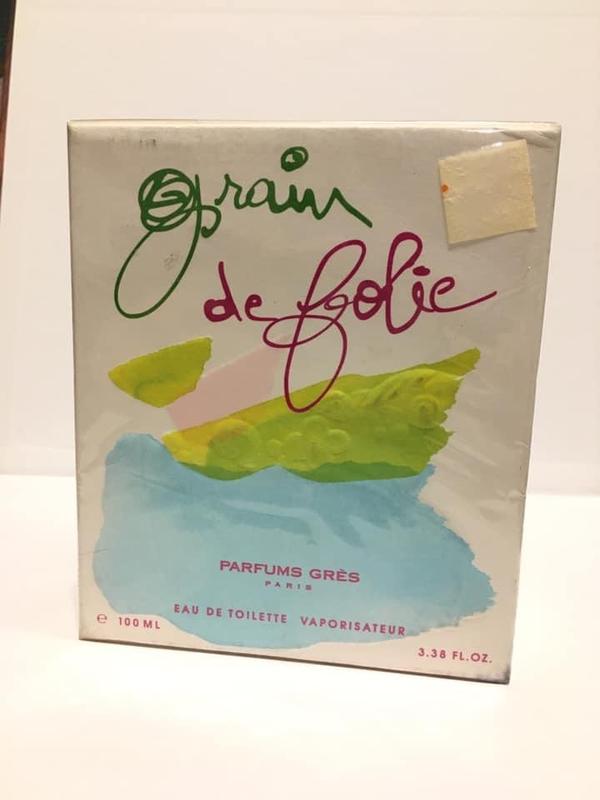 grain
de folie
PARFUMS GRÈS
PARIS
EAU DE TOILETTE VAPORISATEUR
℮ 100 ML
3.38 FL.OZ.